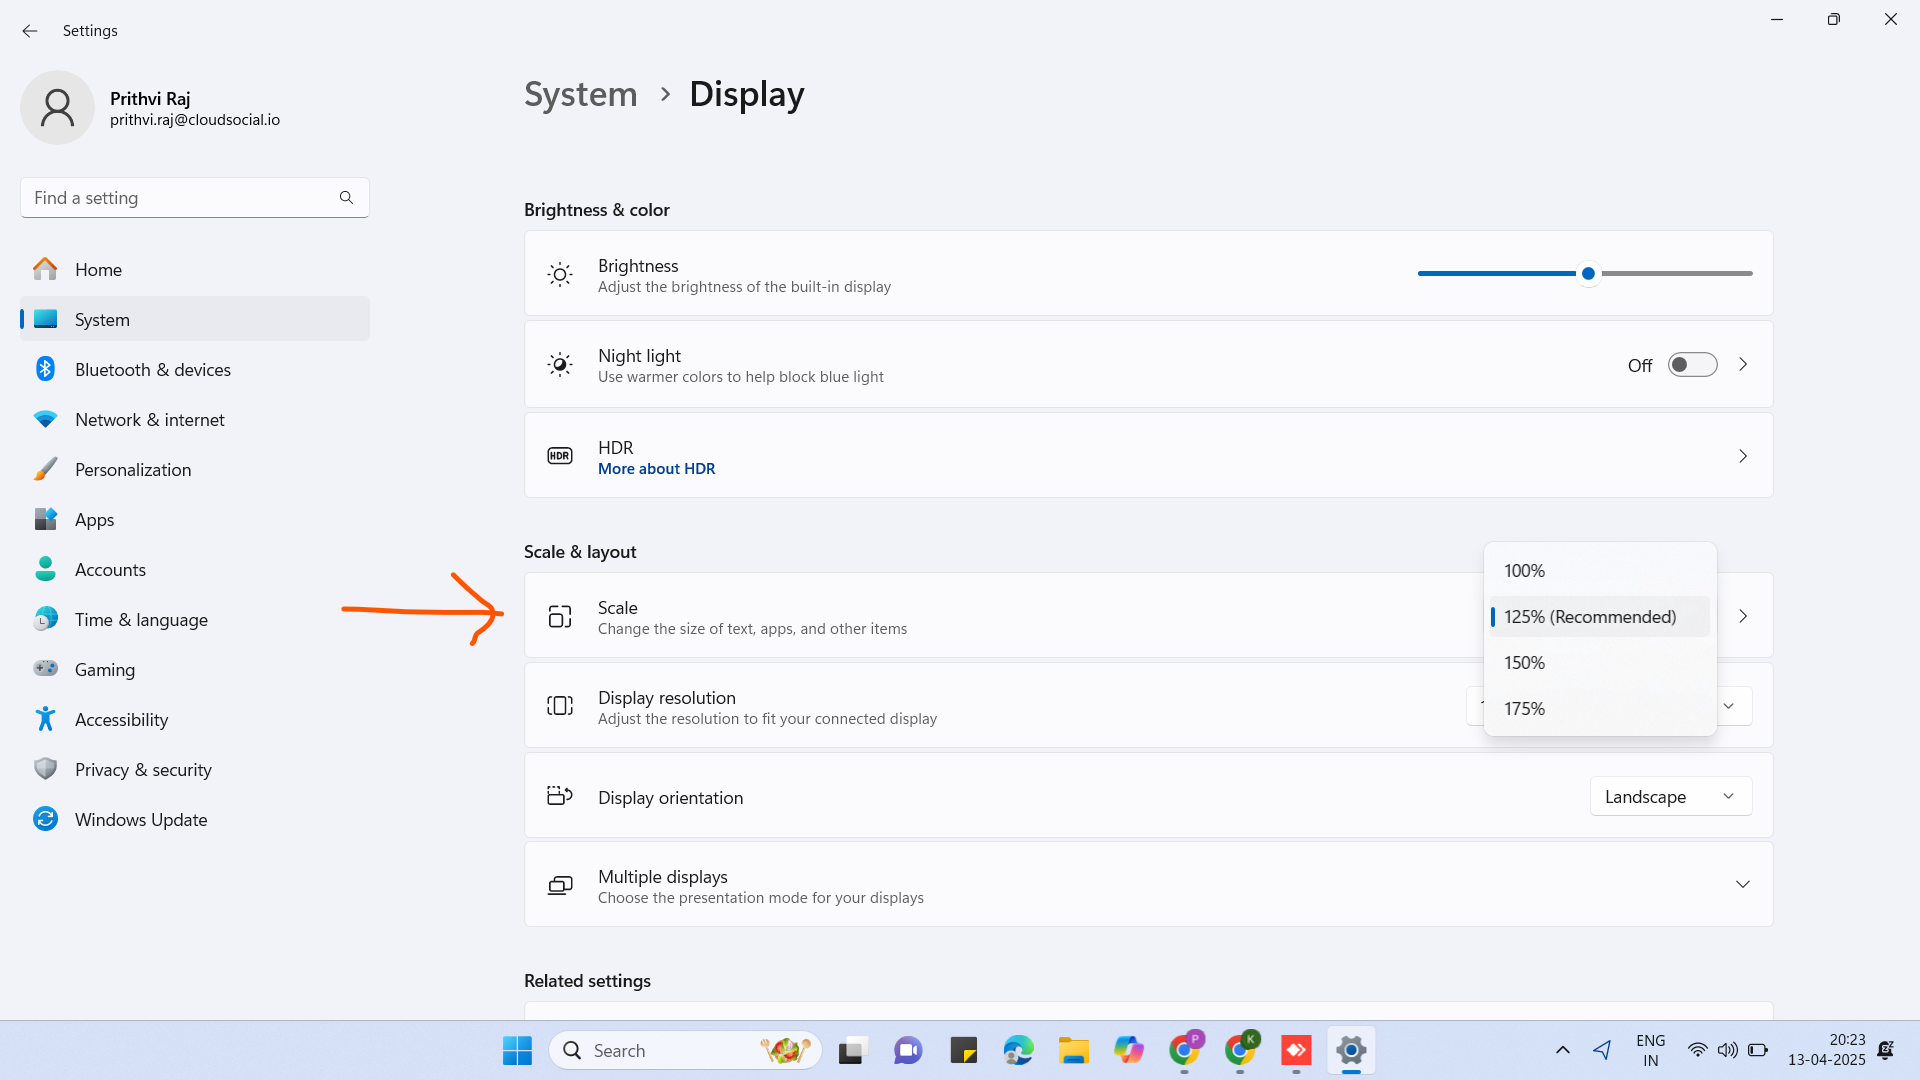 Settings
Prithvi Raj
prithvi.raj@cloudsocial.io
Find a setting
Home
System
Bluetooth & devices
Network & internet
Personalization
Apps
Accounts
Time & language
Gaming
Accessibility
Privacy & security
Windows Update
System > Display
Brightness & color
Brightness
Adjust the brightness of the built-in display
Night light
Use warmer colors to help block blue light
Off
HDR
HDR
More about HDR
Scale & layout
Scale
Change the size of text, apps, and other items
100%
125% (Recommended)
150%
175%
Display resolution
Adjust the resolution to fit your connected display
Display orientation
Landscape
Multiple displays
Choose the presentation mode for your displays
Related settings
Search
P
K
ENG
IN
20:23
13-04-2025